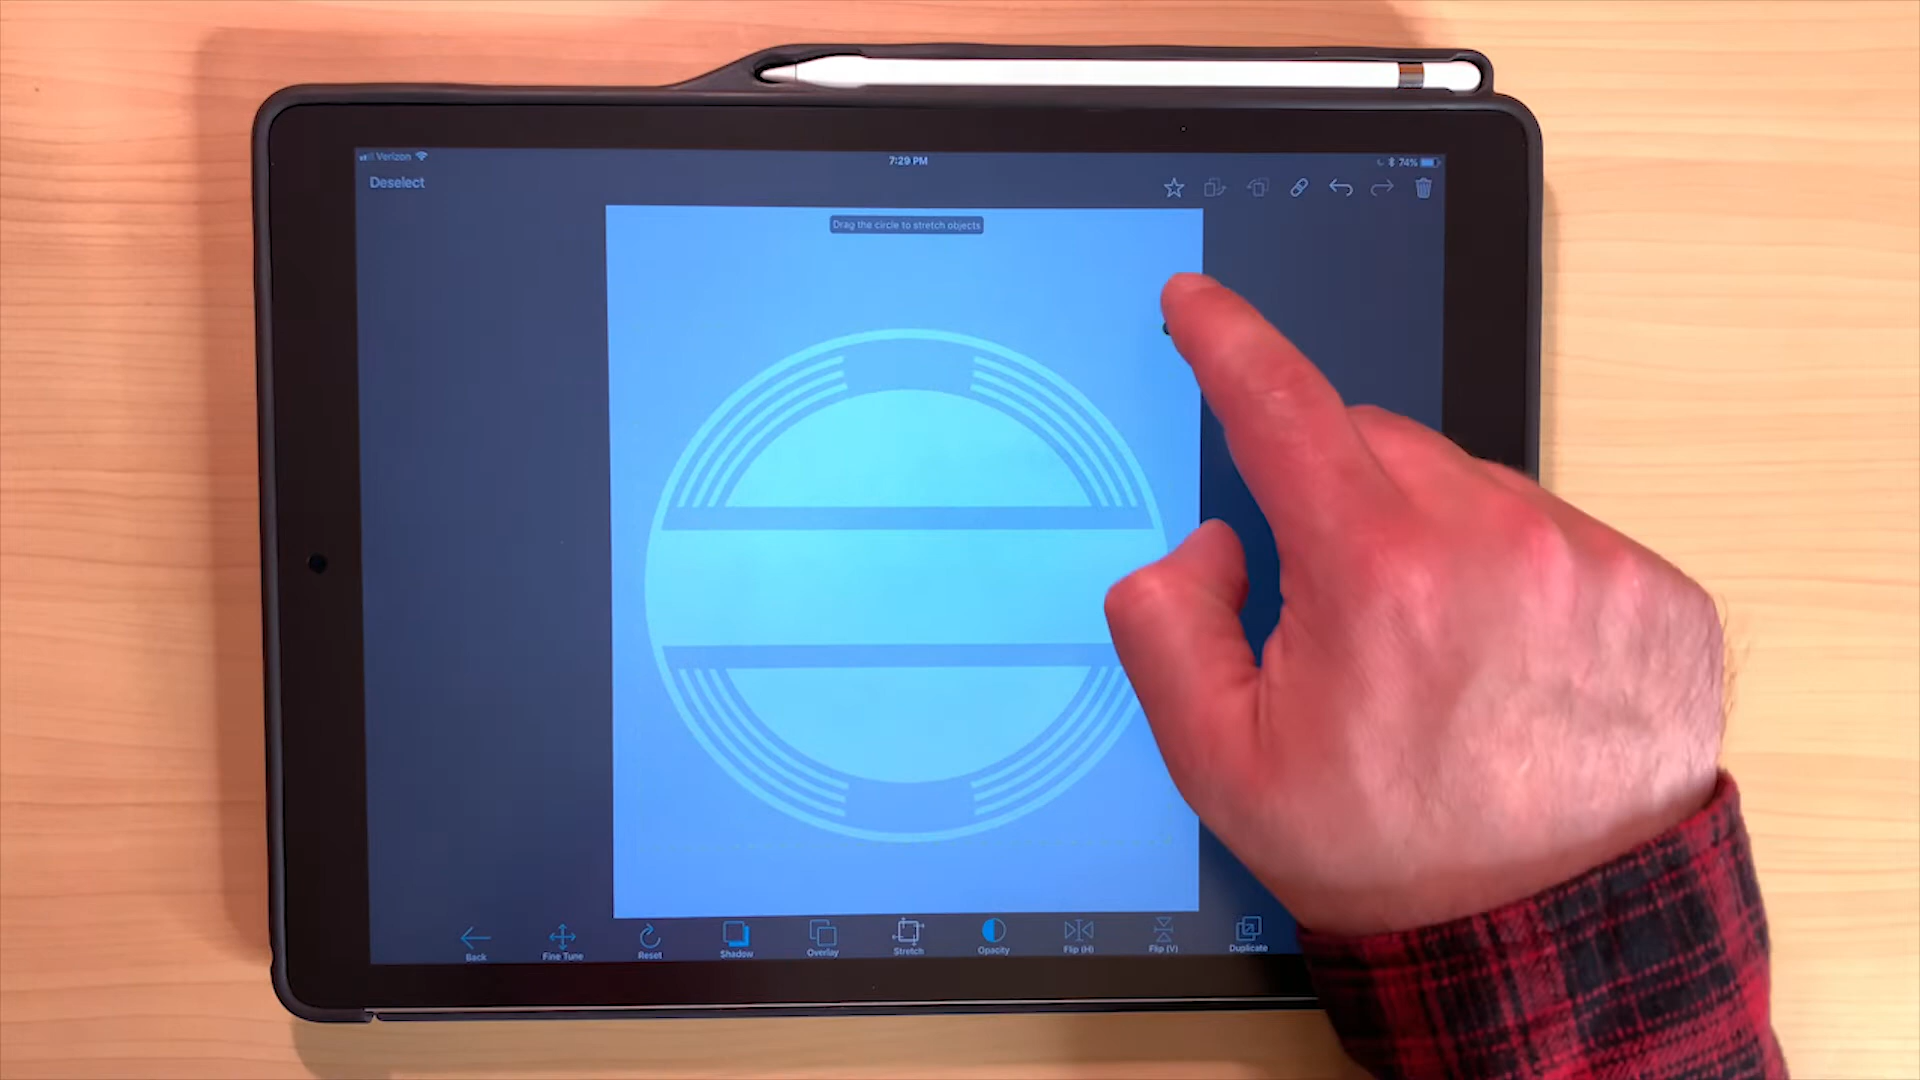 Verizon 7:29 PM 74%
Deselect
Drag the circle to stretch objects
Back Fine Tune Reset Shadow Overlay Stretch Opacity Flip (H) Flip (V) Duplicate